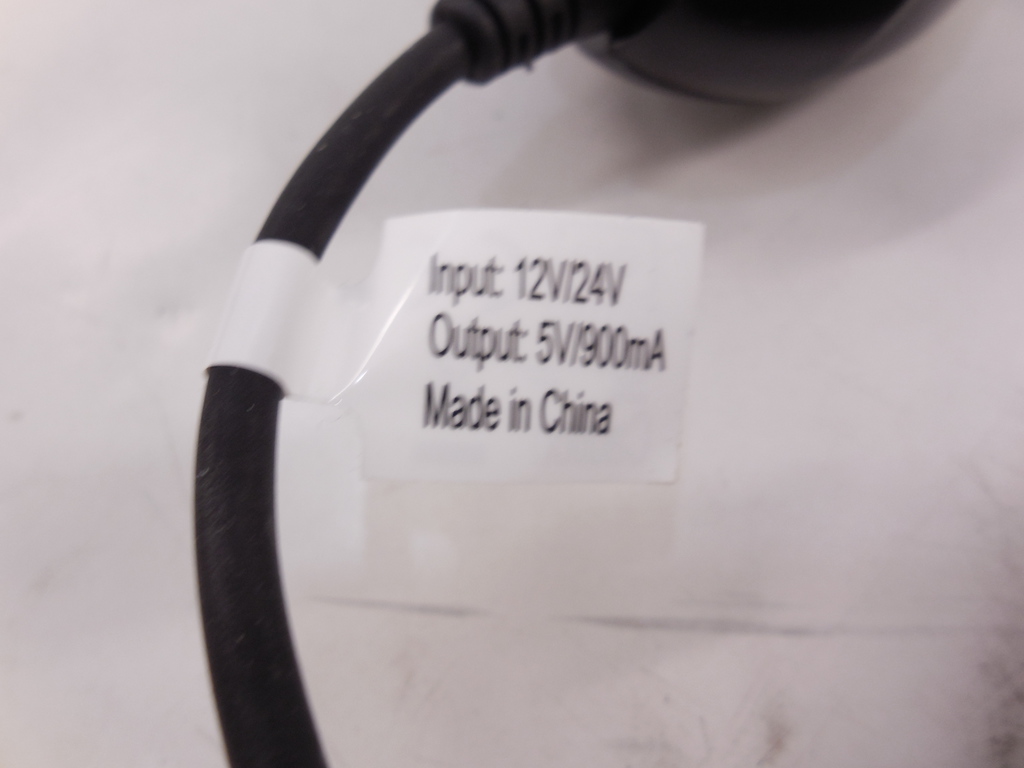 Input: 12V/24V
Output: 5V/900mA
Made in China